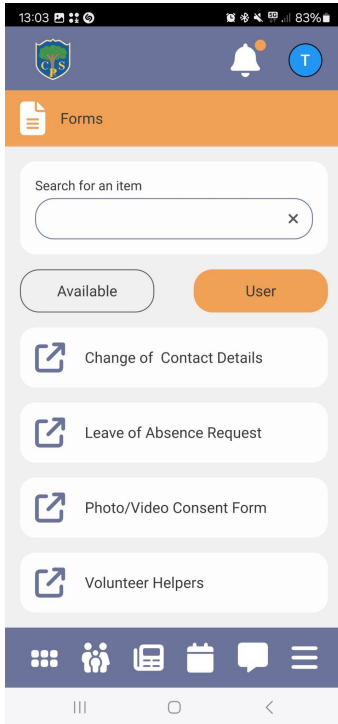 13:03
83%
C S
P
T
Forms
Search for an item
Available
User
Change of Contact Details
Leave of Absence Request
Photo/Video Consent Form
Volunteer Helpers